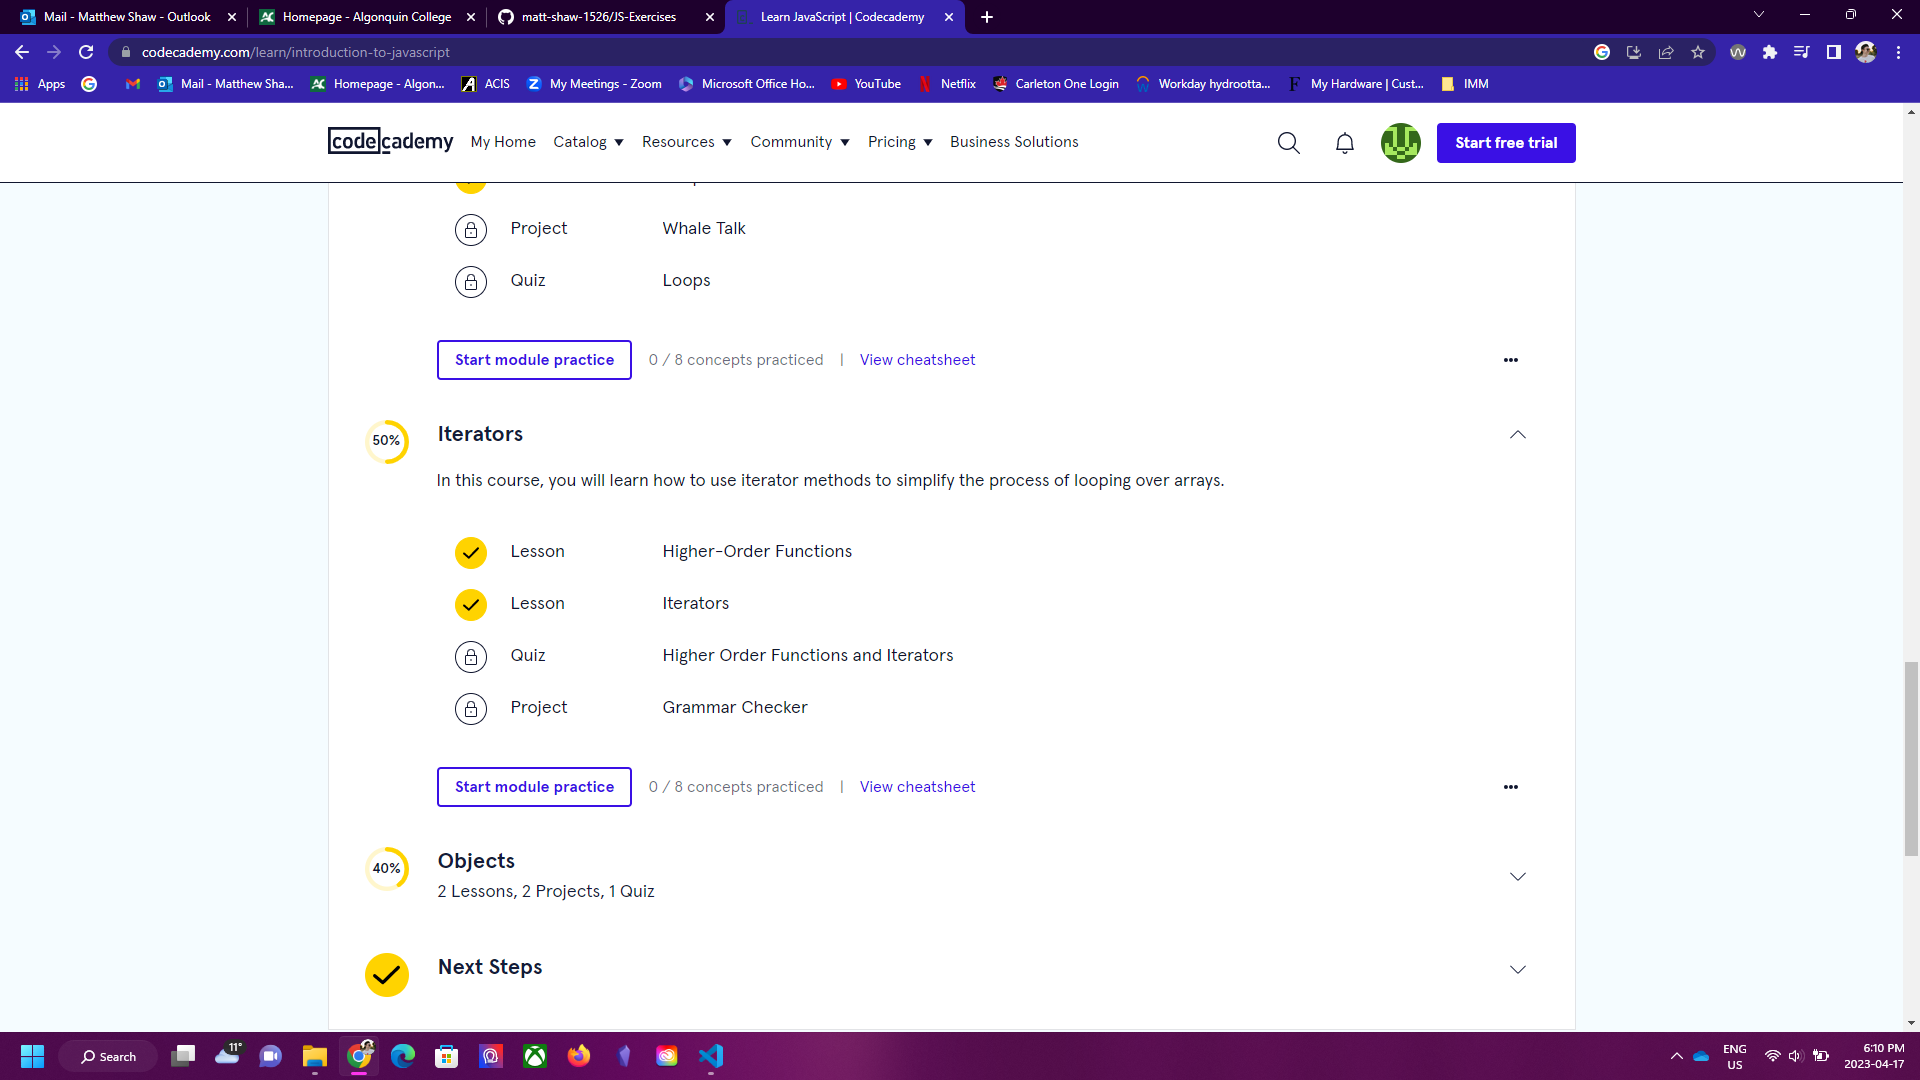 Mail - Matthew Shaw - Outlook
Homepage - Algonquin College
matt-shaw-1526/JS-Exercises
Learn JavaScript | Codecademy
codecademy.com/learn/introduction-to-javascript
Apps
Mail - Matthew Sha...
Homepage - Algon...
ACIS
My Meetings - Zoom
Microsoft Office Ho...
YouTube
Netflix
Carleton One Login
Workday hydrootta...
My Hardware | Cust...
IMM
codecademy
My Home
Catalog
Resources
Community
Pricing
Business Solutions
Start free trial
Project
Whale Talk
Quiz
Loops
Start module practice
0 / 8 concepts practiced
|
View cheatsheet
50%
Iterators
In this course, you will learn how to use iterator methods to simplify the process of looping over arrays.
Lesson
Higher-Order Functions
Lesson
Iterators
Quiz
Higher Order Functions and Iterators
Project
Grammar Checker
Start module practice
0 / 8 concepts practiced
|
View cheatsheet
40%
Objects
2 Lessons, 2 Projects, 1 Quiz
Next Steps
Search
11°
ENG
US
6:10 PM
2023-04-17